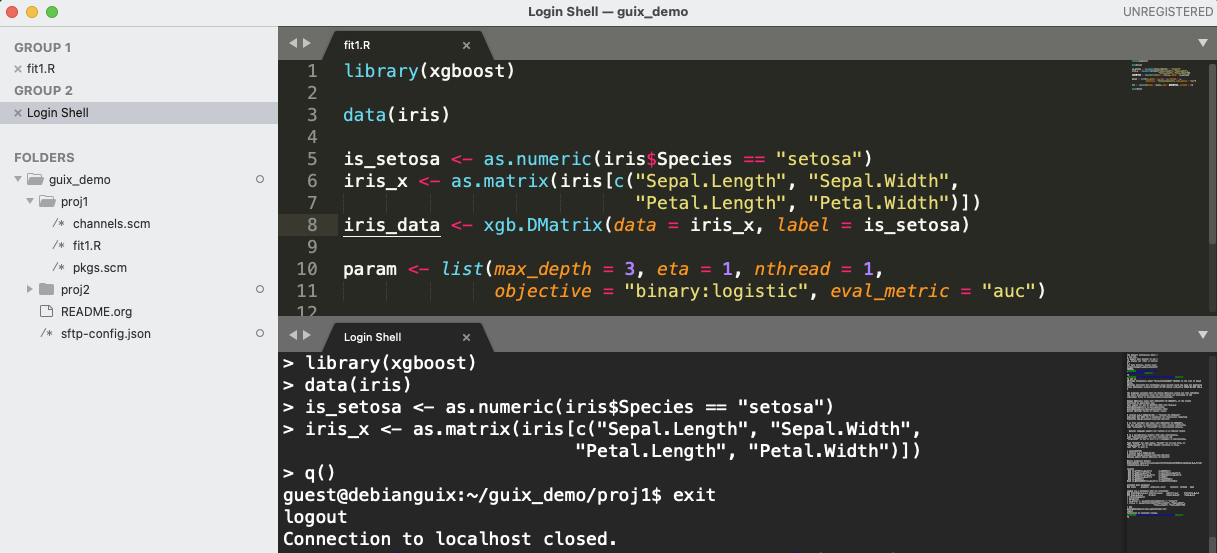 Login Shell — guix_demo
UNREGISTERED
GROUP 1
× fit1.R
GROUP 2
× Login Shell
FOLDERS
guix_demo
proj1
/* channels.scm
/* fit1.R
/* pkgs.scm
proj2
README.org
/* sftp-config.json
fit1.R ×
1 library(xgboost)
2
3 data(iris)
4
5 is_setosa <- as.numeric(iris$Species == "setosa")
6 iris_x <- as.matrix(iris[c("Sepal.Length", "Sepal.Width",
7 "Petal.Length", "Petal.Width")])
8 iris_data <- xgb.DMatrix(data = iris_x, label = is_setosa)
9
10 param <- list(max_depth = 3, eta = 1, nthread = 1,
11 objective = "binary:logistic", eval_metric = "auc")
12
Login Shell ×
> library(xgboost)
> data(iris)
> is_setosa <- as.numeric(iris$Species == "setosa")
> iris_x <- as.matrix(iris[c("Sepal.Length", "Sepal.Width",
"Petal.Length", "Petal.Width")])
> q()
guest@debianguix:~/guix_demo/proj1$ exit
logout
Connection to localhost closed.